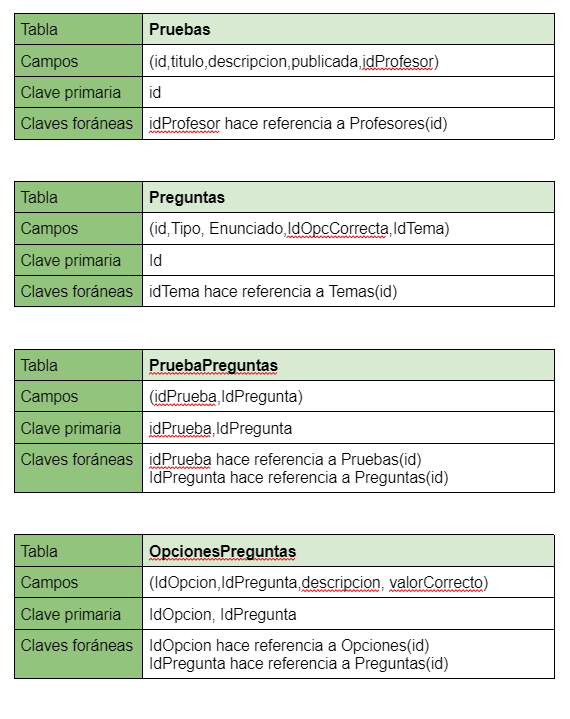 Tabla Pruebas
Campos (id,titulo,descripcion,publicada,idProfesor)
Clave primaria id
Claves foráneas idProfesor hace referencia a Profesores(id)
Tabla Preguntas
Campos (id,Tipo, Enunciado,IdOpcCorrecta,IdTema)
Clave primaria Id
Claves foráneas idTema hace referencia a Temas(id)
Tabla PruebaPreguntas
Campos (idPrueba,IdPregunta)
Clave primaria idPrueba,IdPregunta
Claves foráneas idPrueba hace referencia a Pruebas(id)
IdPregunta hace referencia a Preguntas(id)
Tabla OpcionesPreguntas
Campos (IdOpcion,IdPregunta,descripcion, valorCorrecto)
Clave primaria IdOpcion, IdPregunta
Claves foráneas IdOpcion hace referencia a Opciones(id)
IdPregunta hace referencia a Preguntas(id)